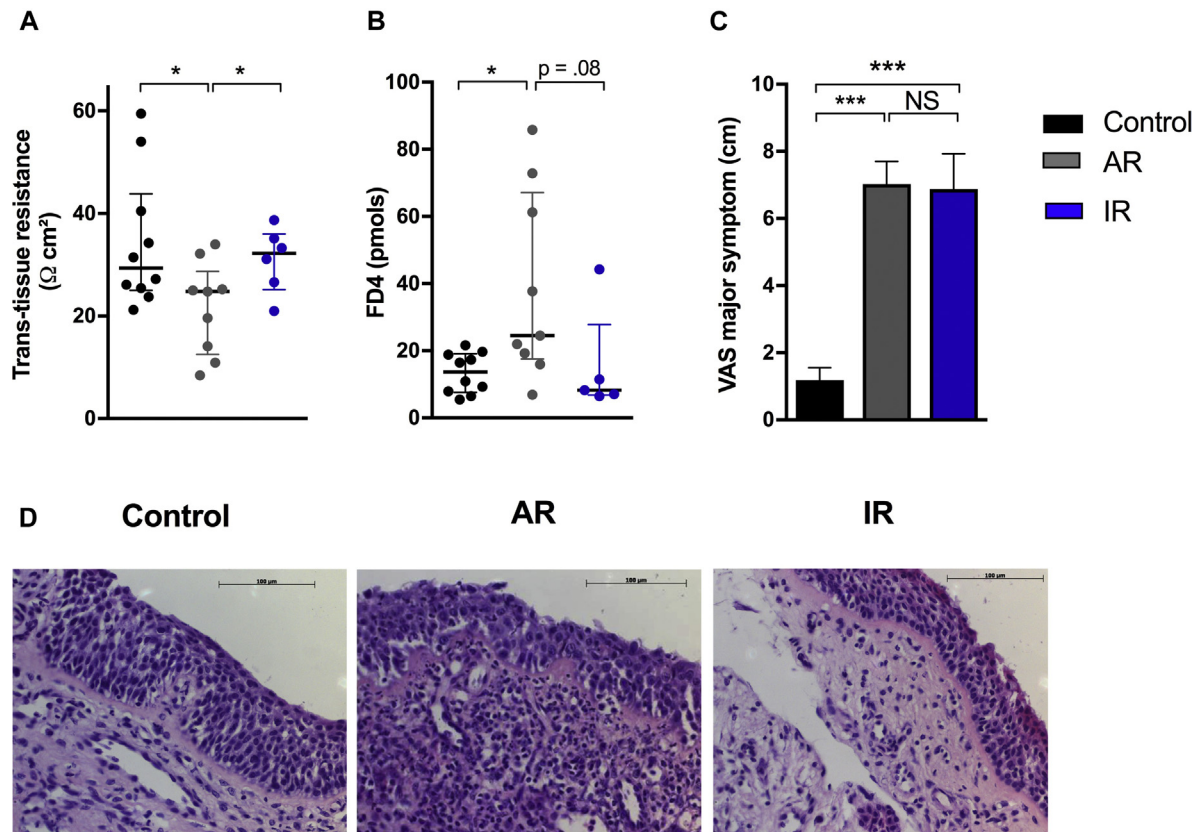 A
B
C
* *
* p = .08
***
*** NS
Trans-tissue resistance
(Ω cm²)
60
40
20
0
FD4 (pmols)
100
80
60
40
20
0
VAS major symptom (cm)
10
8
6
4
2
0
Control
AR
IR
D
Control
AR
IR
100 µm
100 µm
100 µm